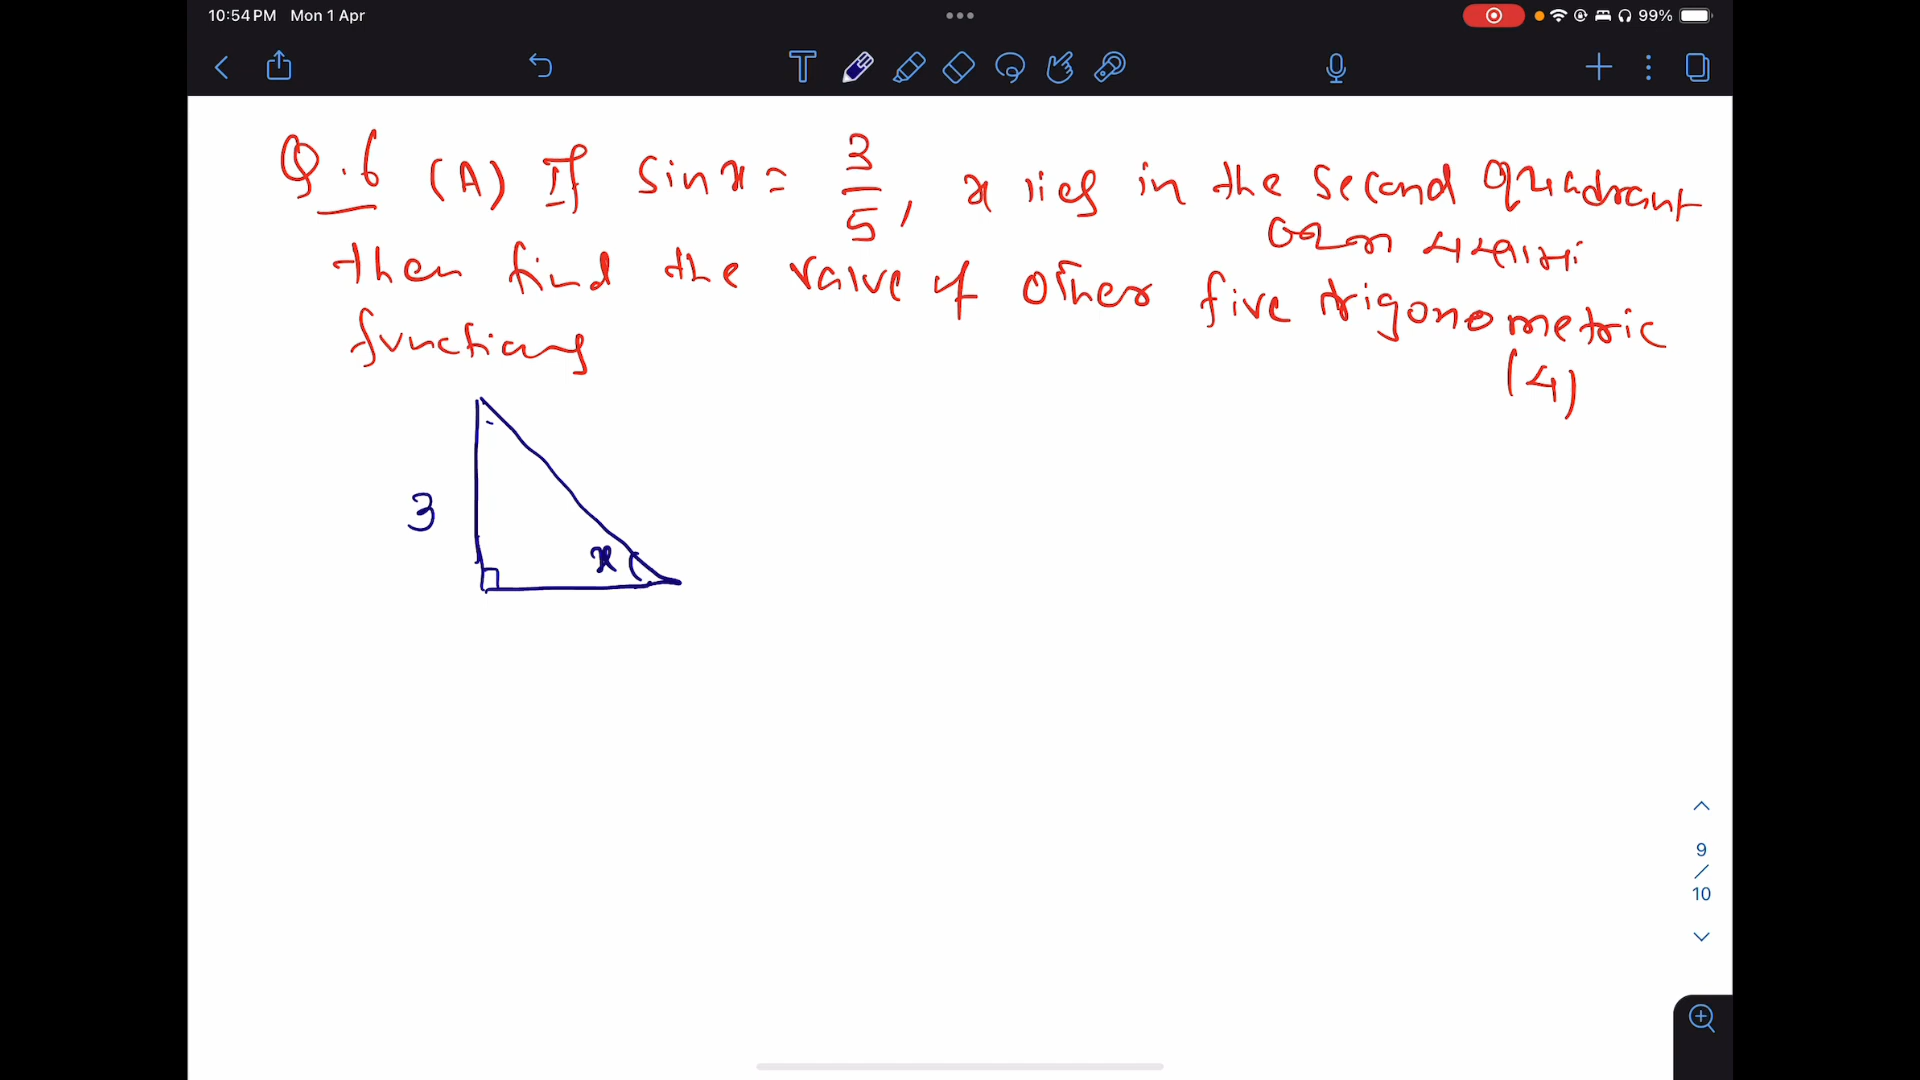 10:54 PM Mon 1 Apr
99%
Q.6 (A) If sin x = 3/5, x lies in the second Quadrant
then find the value of other five trigonometric
functions
(4)
3
x
9
/
10